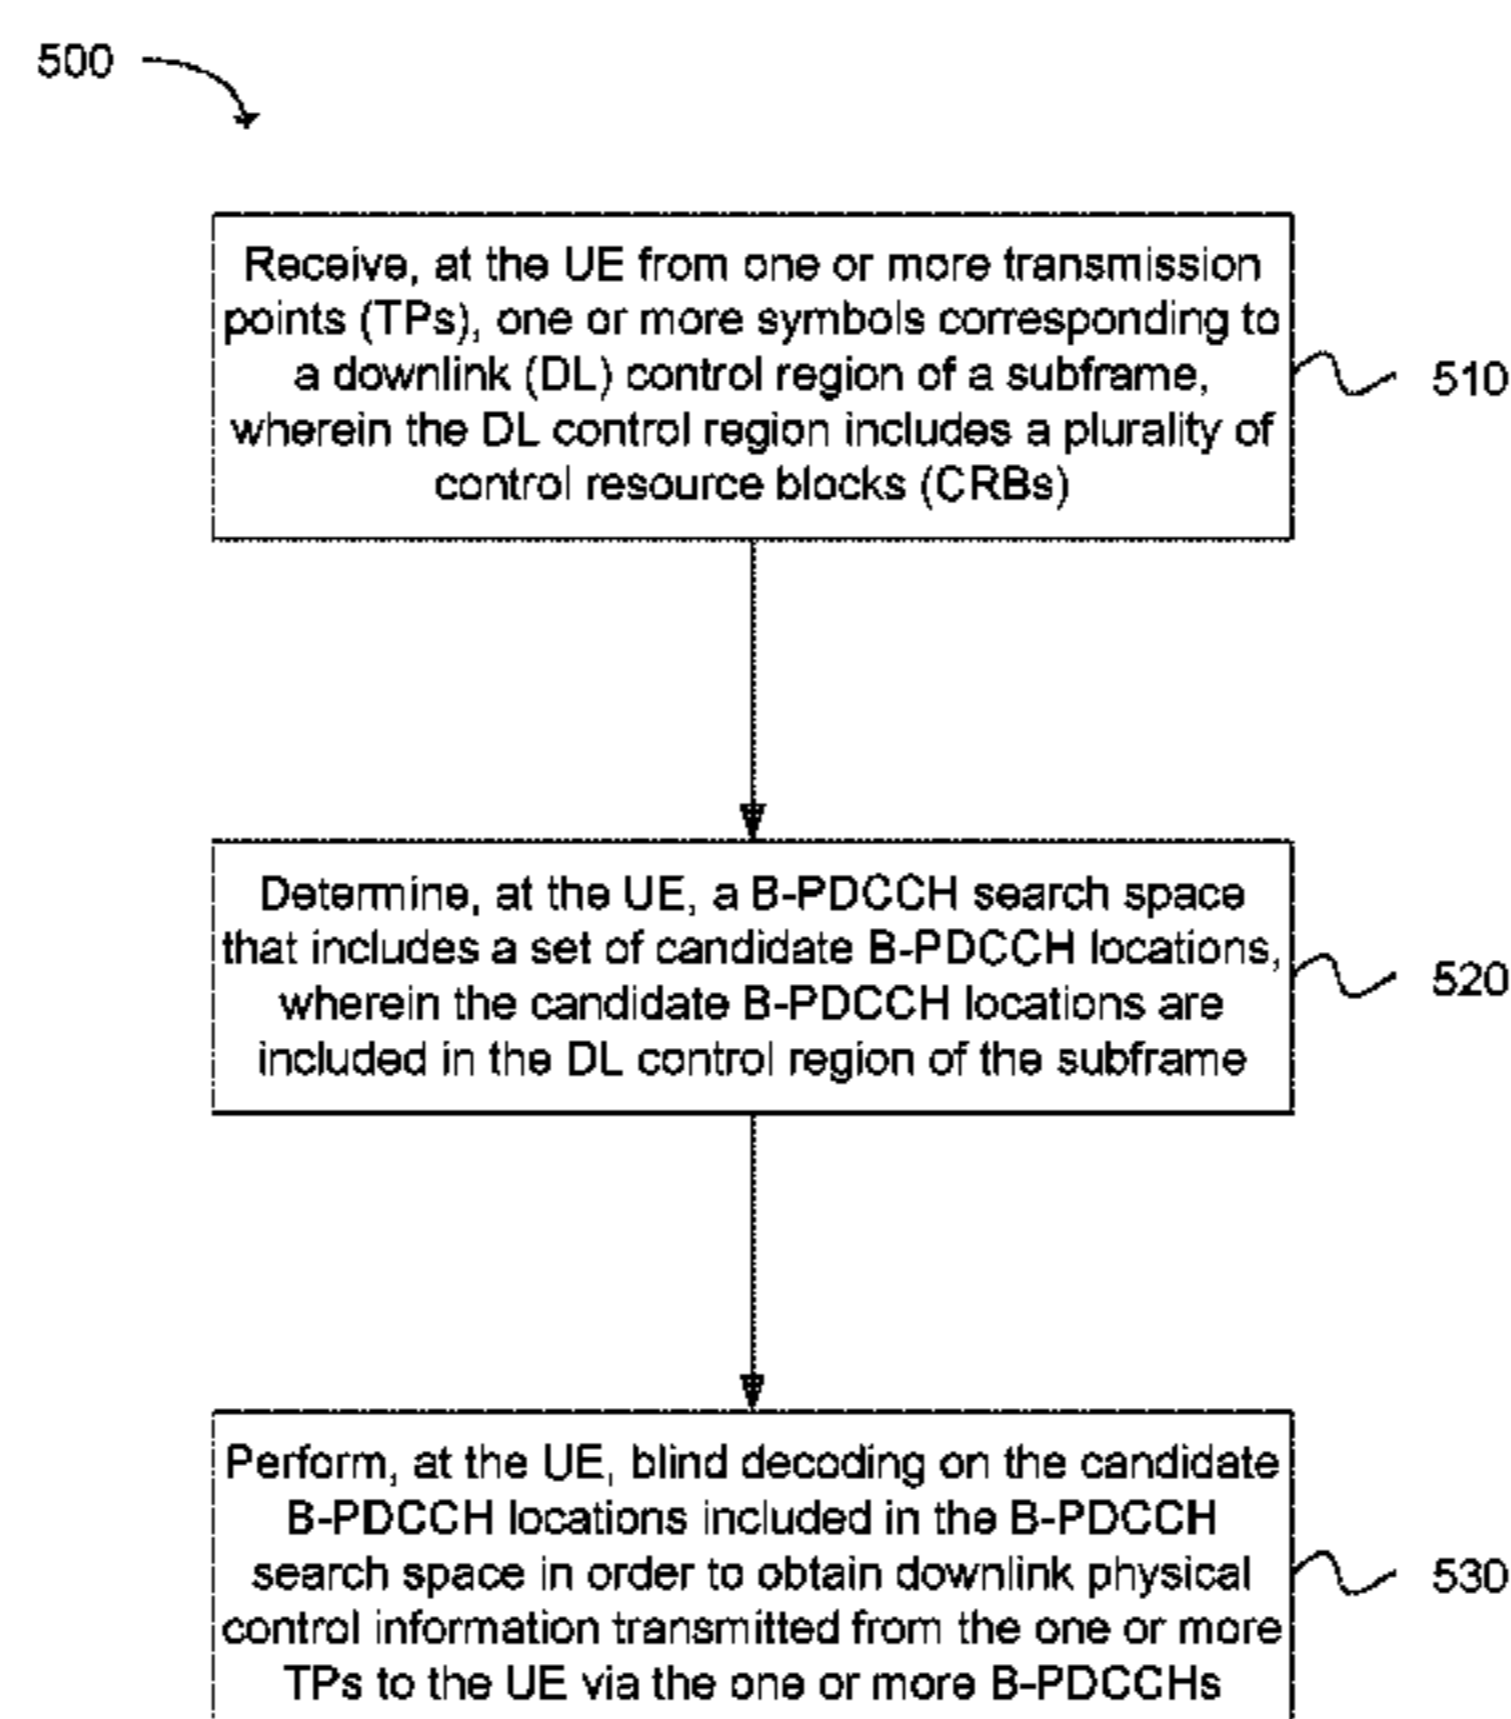 500
Receive, at the UE from one or more transmission
points (TPs), one or more symbols corresponding to
a downlink (DL) control region of a subframe,
wherein the DL control region includes a plurality of
control resource blocks (CRBs)
510
Determine, at the UE, a B-PDCCH search space
that includes a set of candidate B-PDCCH locations,
wherein the candidate B-PDCCH locations are
included in the DL control region of the subframe
520
Perform, at the UE, blind decoding on the candidate
B-PDCCH locations included in the B-PDCCH
search space in order to obtain downlink physical
control information transmitted from the one or more
TPs to the UE via the one or more B-PDCCHs
530